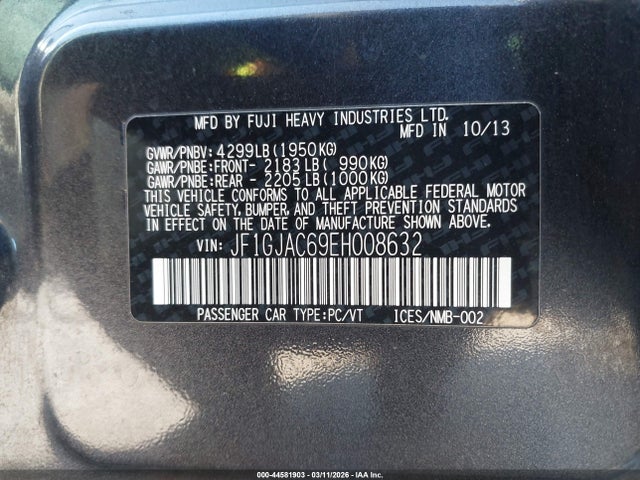 MFD BY FUJI HEAVY INDUSTRIES LTD.
MFD IN 10/13
GVWR/PNBV: 4299LB(1950KG)
GAWR/PNBE:FRONT- 2183LB( 990KG)
GAWR/PNBE:REAR - 2205LB(1000KG)
THIS VEHICLE CONFORMS TO ALL APPLICABLE FEDERAL MOTOR
VEHICLE SAFETY, BUMPER, AND THEFT PREVENTION STANDARDS
IN EFFECT ON THE DATE OF MANUFACTURE SHOWN ABOVE.
VIN: JF1GJAC69EH008632
PASSENGER CAR TYPE:PC/VT ICES/NMB-002
000-44581903 - 03/11/2026 - IAA Inc.